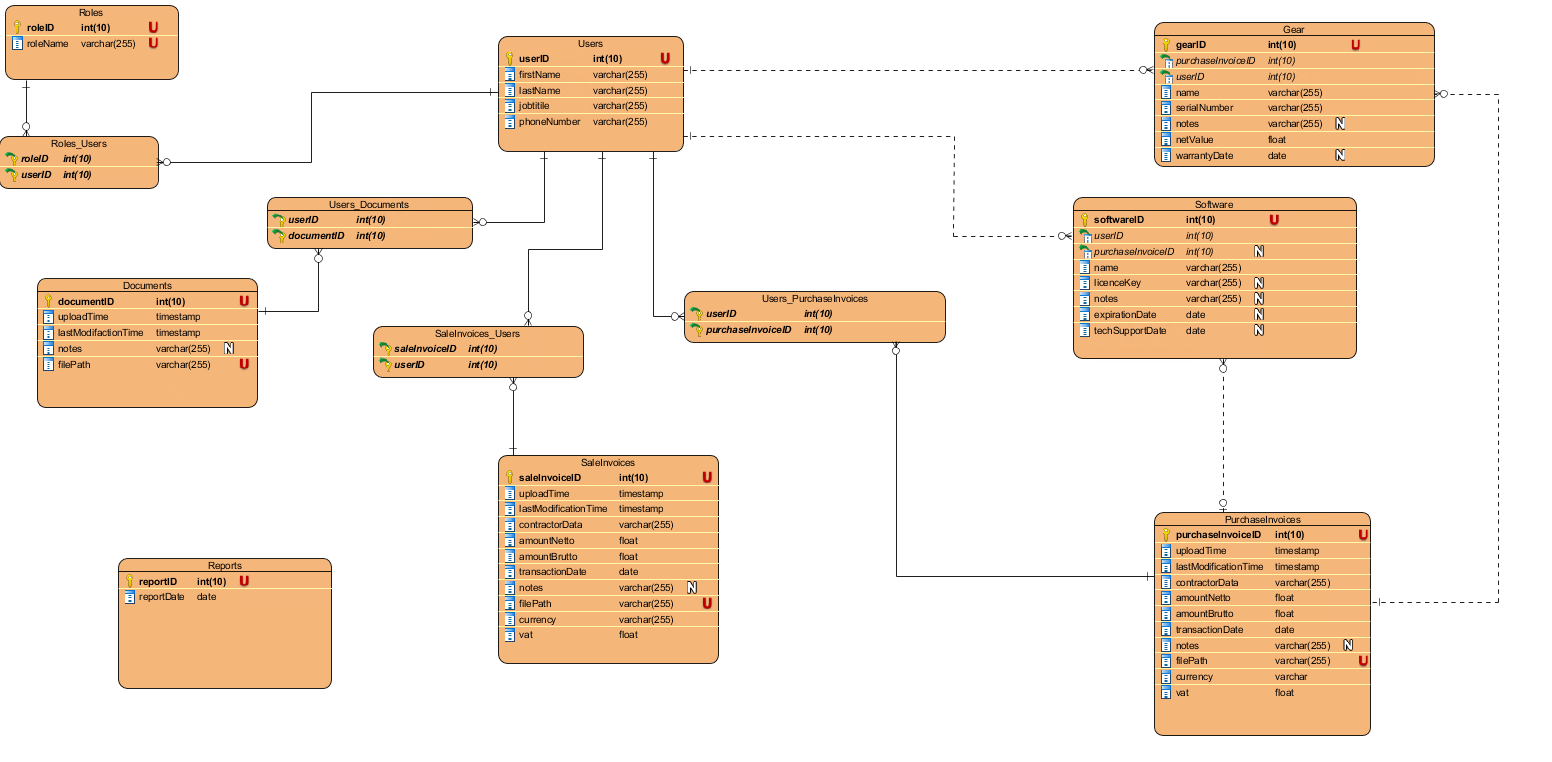 Roles
roleID int(10) U
roleName varchar(255) U
Roles_Users
roleID int(10)
userID int(10)
Users
userID int(10) U
firstName varchar(255)
lastName varchar(255)
jobtitile varchar(255)
phoneNumber varchar(255)
Gear
gearID int(10) U
purchaseInvoiceID int(10)
userID int(10)
name varchar(255)
serialNumber varchar(255)
notes varchar(255) N
netValue float
warrantyDate date N
Users_Documents
userID int(10)
documentID int(10)
Software
softwareID int(10) U
userID int(10)
purchaseInvoiceID int(10) N
name varchar(255)
licenceKey varchar(255) N
notes varchar(255) N
expirationDate date N
techSupportDate date N
Documents
documentID int(10) U
uploadTime timestamp
lastModifactionTime timestamp
notes varchar(255) N
filePath varchar(255) U
Users_PurchaseInvoices
userID int(10)
purchaseInvoiceID int(10)
SaleInvoices_Users
saleInvoiceID int(10)
userID int(10)
SaleInvoices
saleInvoiceID int(10) U
uploadTime timestamp
lastModificationTime timestamp
contractorData varchar(255)
amountNetto float
amountBrutto float
transactionDate date
notes varchar(255) N
filePath varchar(255) U
currency varchar(255)
vat float
Reports
reportID int(10) U
reportDate date
PurchaseInvoices
purchaseInvoiceID int(10) U
uploadTime timestamp
lastModificationTime timestamp
contractorData varchar(255)
amountNetto float
amountBrutto float
transactionDate date
notes varchar(255) N
filePath varchar(255) U
currency varchar
vat float